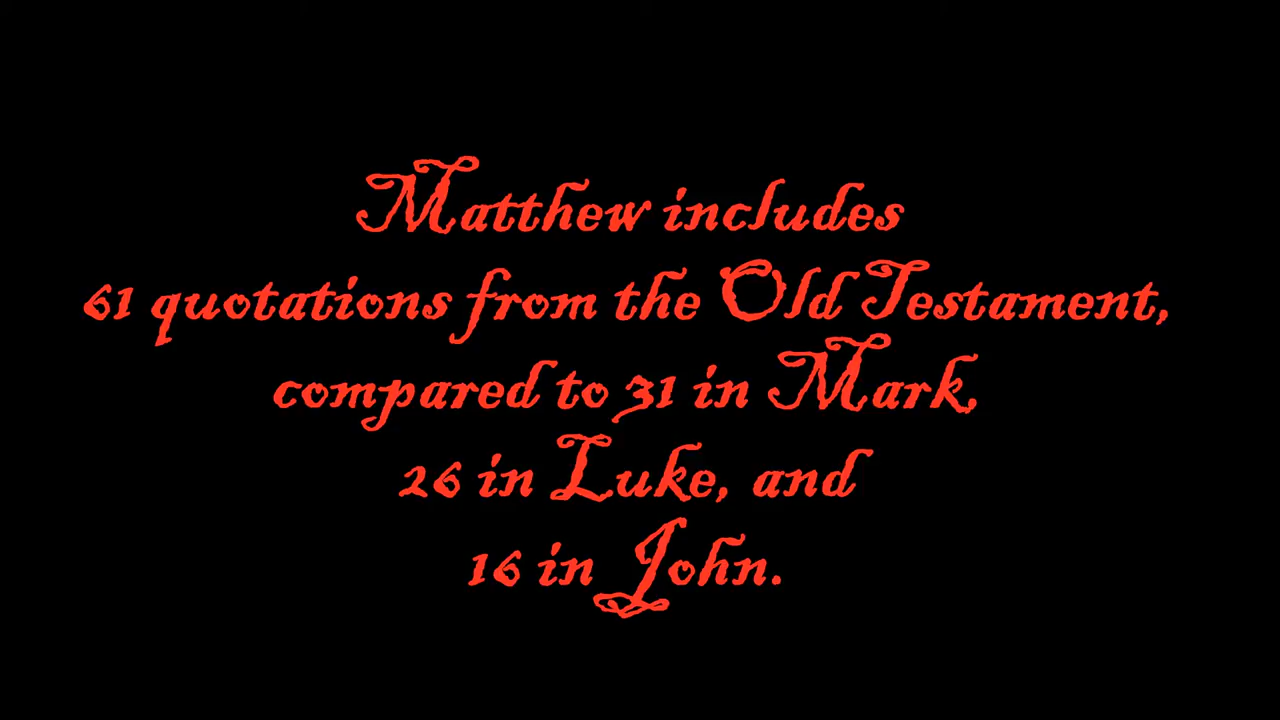 Matthew includes
61 quotations from the Old Testament,
compared to 31 in Mark,
26 in Luke, and
16 in John.